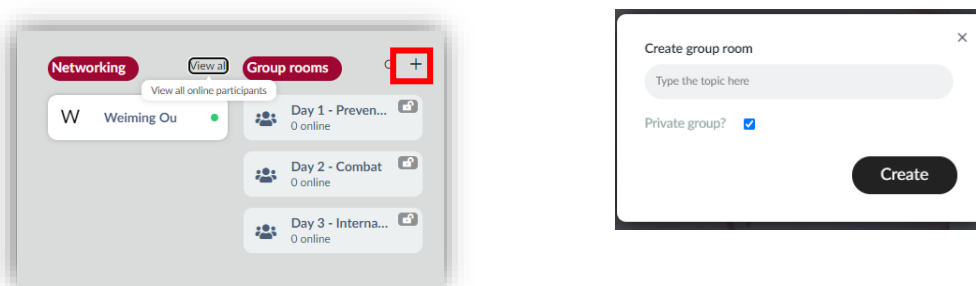 Networking
View al
Group rooms
+
View all online participants
W
Weiming Ou
Day 1 - Preven...
0 online
Day 2 - Combat
0 online
Day 3 - Interna...
0 online
×
Create group room
Type the topic here
Private group?
Create